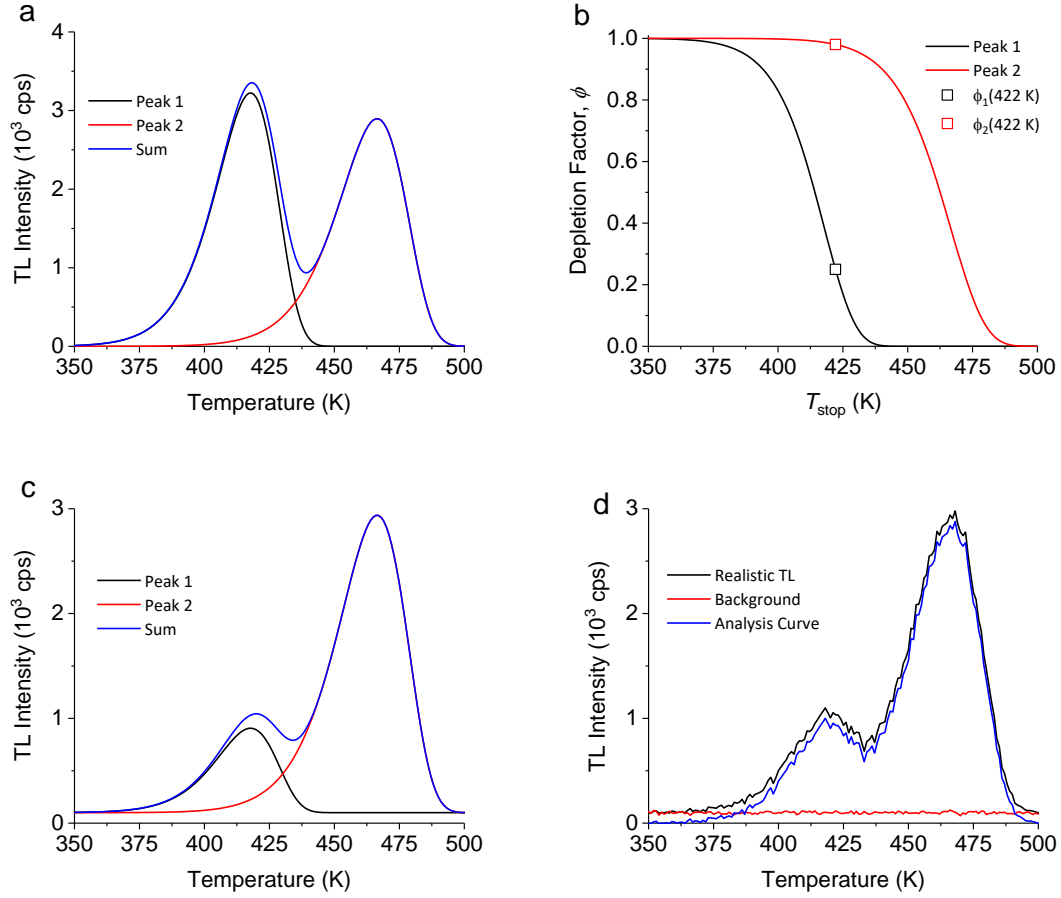 a
TL Intensity (10³ cps)
4
3
2
1
0
350 375 400 425 450 475 500
Temperature (K)
Peak 1
Peak 2
Sum
b
Depletion Factor, ϕ
1.0
0.8
0.6
0.4
0.2
0.0
350 375 400 425 450 475 500
T_stop (K)
Peak 1
Peak 2
ϕ₁(422 K)
ϕ₂(422 K)
c
TL Intensity (10³ cps)
3
2
1
0
350 375 400 425 450 475 500
Temperature (K)
Peak 1
Peak 2
Sum
d
TL Intensity (10³ cps)
3
2
1
0
350 375 400 425 450 475 500
Temperature (K)
Realistic TL
Background
Analysis Curve